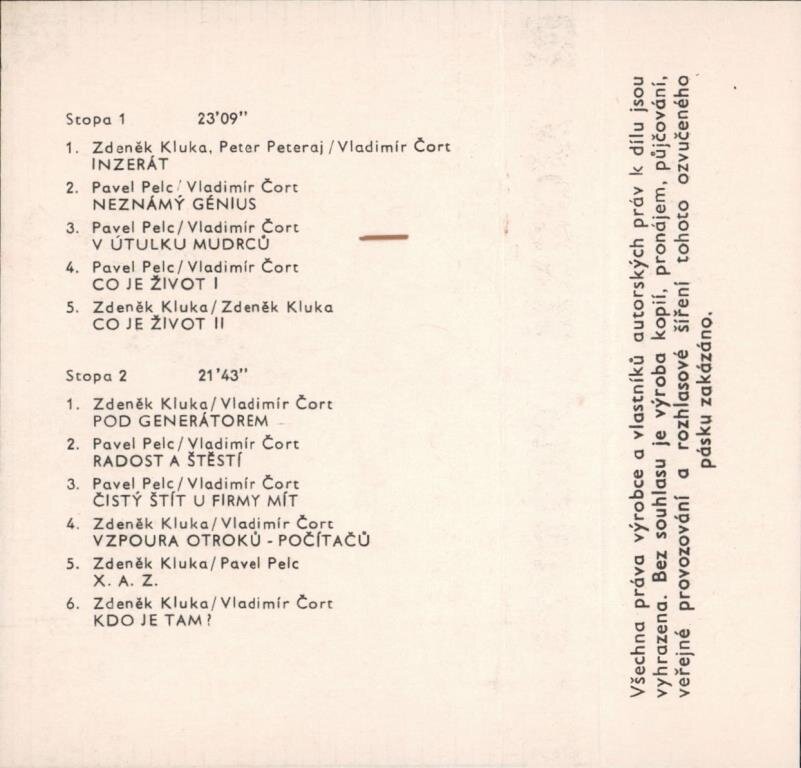 Stopa 1 23'09"
1. Zdeněk Kluka, Peter Peteraj/Vladimír Čort
INZERÁT
2. Pavel Pelc/Vladimír Čort
NEZNÁMÝ GÉNIUS
3. Pavel Pelc/Vladimír Čort
V ÚTULKU MUDRCŮ
4. Pavel Pelc/Vladimír Čort
CO JE ŽIVOT I
5. Zdeněk Kluka/Zdeněk Kluka
CO JE ŽIVOT II
Stopa 2 21'43"
1. Zdeněk Kluka/Vladimír Čort
POD GENERÁTOREM
2. Pavel Pelc/Vladimír Čort
RADOST A ŠTĚSTÍ
3. Pavel Pelc/Vladimír Čort
ČISTÝ ŠTÍT U FIRMY MÍT
4. Zdeněk Kluka/Vladimír Čort
VZPOURA OTROKŮ - POČÍTAČŮ
5. Zdeněk Kluka/Pavel Pelc
X. A. Z.
6. Zdeněk Kluka/Vladimír Čort
KDO JE TAM?
Všechna práva výrobce a vlastníků autorských práv k dílu jsou
vyhrazena. Bez souhlasu je výroba kopií, pronájem, půjčování,
veřejné provozování a rozhlasové šíření tohoto ozvučeného
pásku zakázáno.